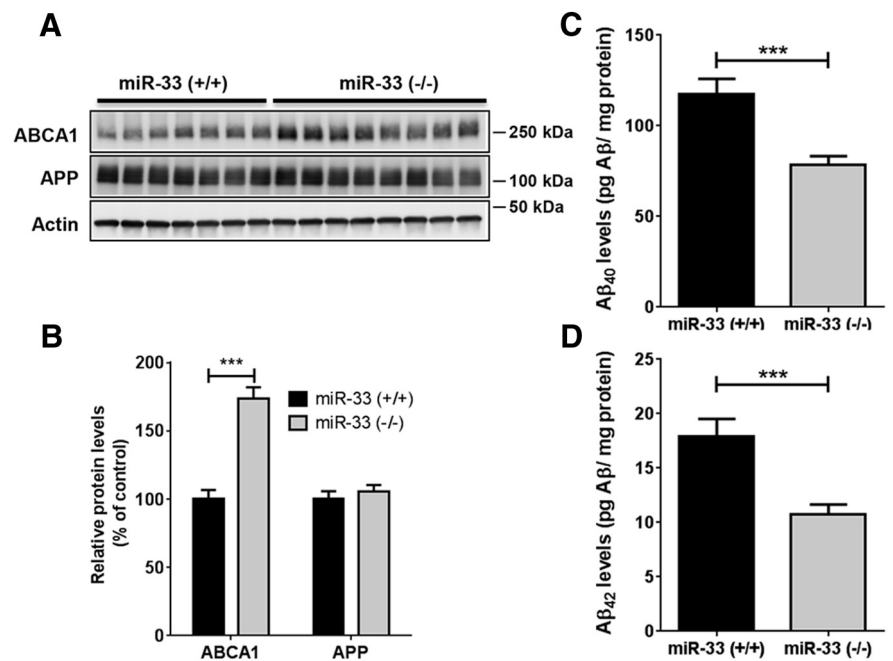 A
miR-33 (+/+) miR-33 (-/-)
ABCA1 250 kDa
APP 100 kDa
50 kDa
Actin
B
Relative protein levels
(% of control)
200
150
100
50
0
***
miR-33 (+/+)
miR-33 (-/-)
ABCA1 APP
C
Aβ40 levels (pg Aβ/ mg protein)
150
100
50
0
***
miR-33 (+/+) miR-33 (-/-)
D
Aβ42 levels (pg Aβ/ mg protein)
25
20
15
10
5
0
***
miR-33 (+/+) miR-33 (-/-)